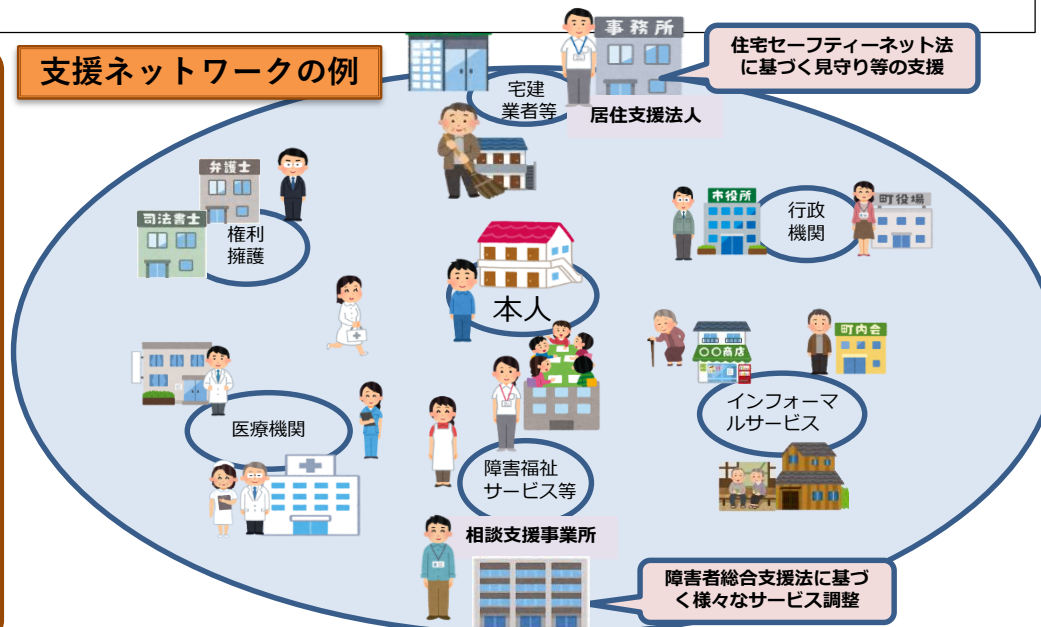 支援ネットワークの例
事務所
住宅セーフティーネット法
に基づく見守り等の支援
宅建
業者等
居住支援法人
弁護士
司法書士
権利
擁護
市役所
行政
機関
町役場
本人
〇〇商店
町内会
医療機関
インフォーマ
ルサービス
障害福祉
サービス等
相談支援事業所
障害者総合支援法に基づ
く様々なサービス調整